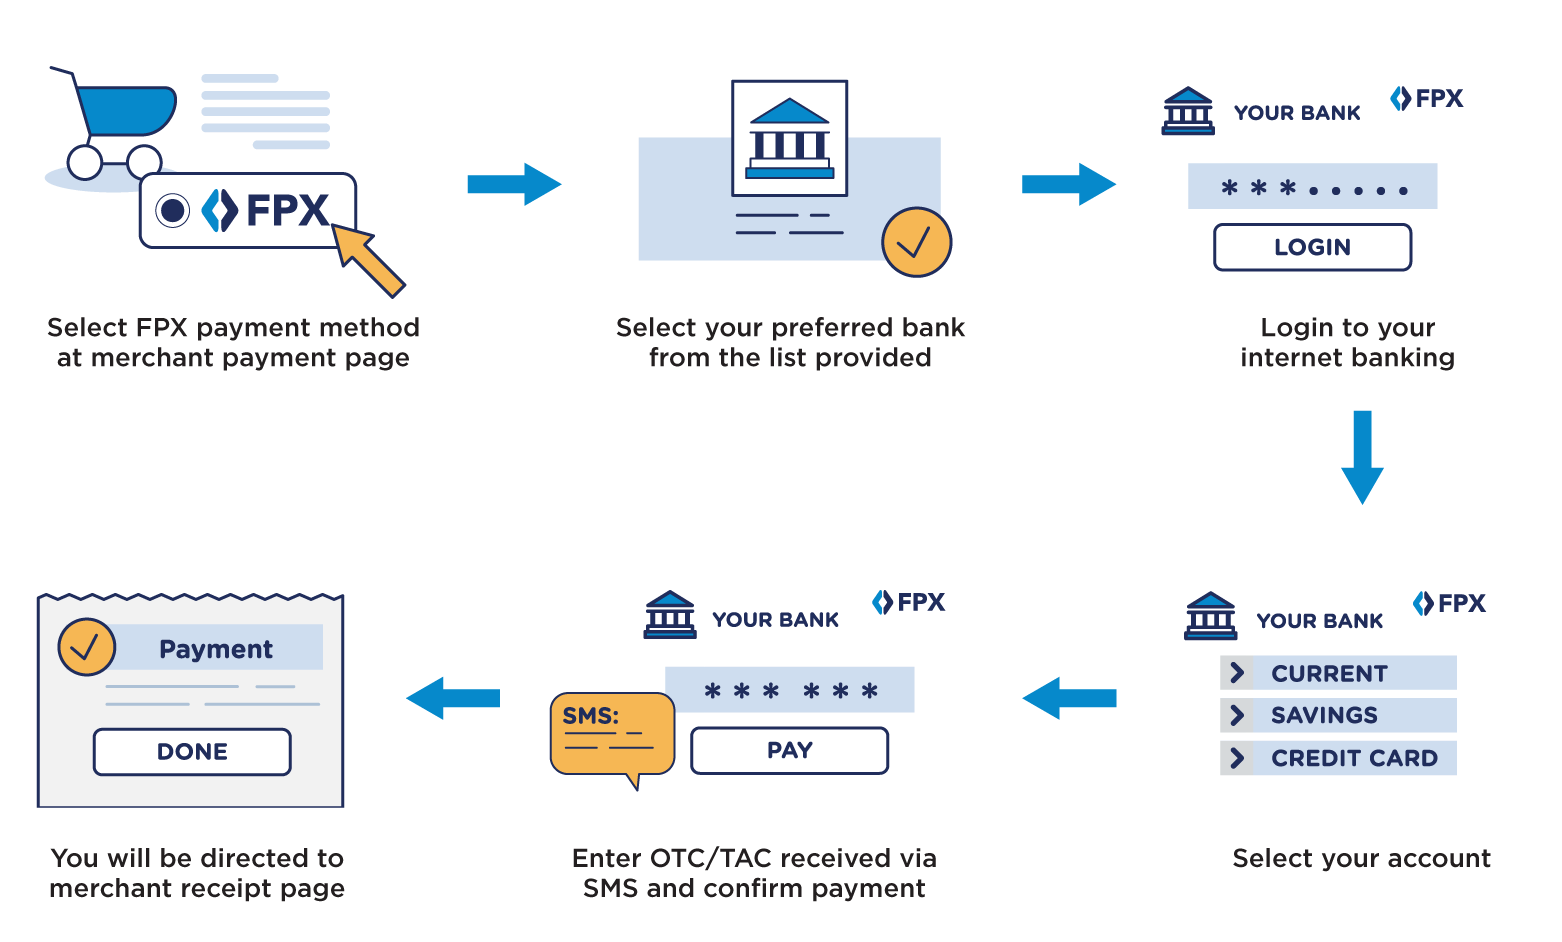 FPX
Select FPX payment method
at merchant payment page
Select your preferred bank
from the list provided
YOUR BANK
FPX
***.....
LOGIN
Login to your
internet banking
YOUR BANK
FPX
CURRENT
SAVINGS
CREDIT CARD
Select your account
YOUR BANK
FPX
*** ***
SMS:
PAY
Enter OTC/TAC received via
SMS and confirm payment
Payment
DONE
You will be directed to
merchant receipt page